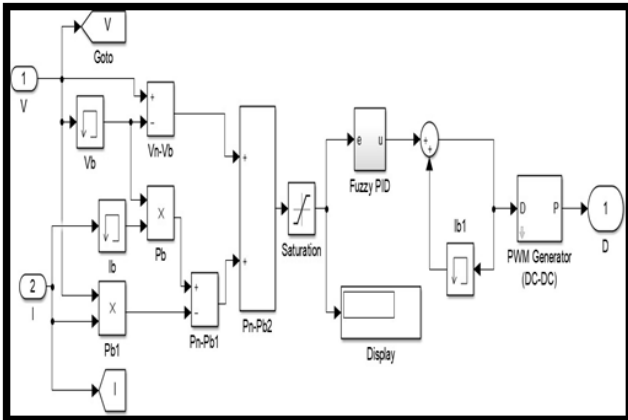 V
Goto
1
V
+
−
Vn-Vb
Vb
e u
Fuzzy PID
+
+
Ib
×
Pb
+
+
Saturation
Ib1
D P
PWM Generator
(DC-DC)
1
D
2
I
×
Pb1
+
−
Pn-Pb1
Pn-Pb2
Display
I